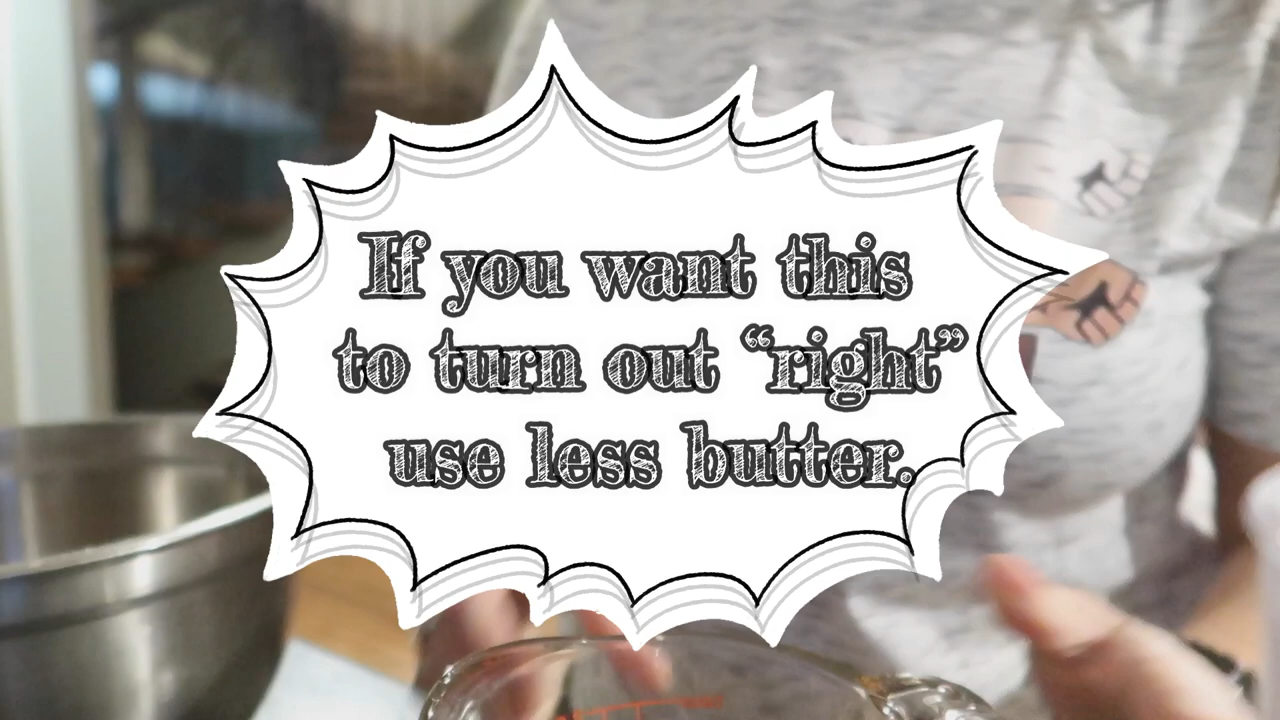 If you want this
to turn out “right”
use less butter.